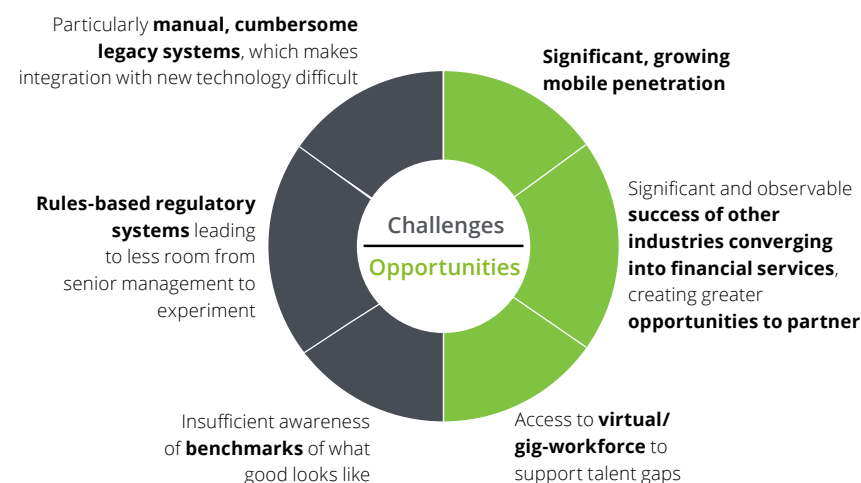 Particularly manual, cumbersome
legacy systems, which makes
integration with new technology difficult
Significant, growing
mobile penetration
Rules-based regulatory
systems leading
to less room from
senior management to
experiment
Challenges
Opportunities
Significant and observable
success of other
industries converging
into financial services,
creating greater
opportunities to partner
Insufficient awareness
of benchmarks of what
good looks like
Access to virtual/
gig-workforce to
support talent gaps